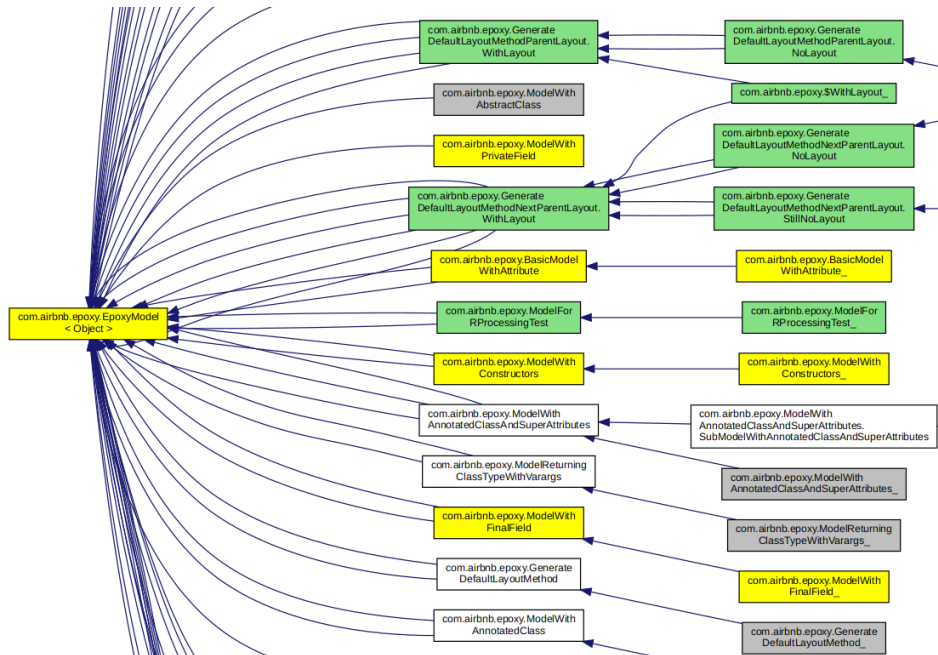 com.airbnb.epoxy.EpoxyModel
< Object >
com.airbnb.epoxy.Generate
DefaultLayoutMethodParentLayout.
WithLayout
com.airbnb.epoxy.ModelWith
AbstractClass
com.airbnb.epoxy.ModelWith
PrivateField
com.airbnb.epoxy.Generate
DefaultLayoutMethodNextParentLayout.
WithLayout
com.airbnb.epoxy.BasicModel
WithAttribute
com.airbnb.epoxy.ModelFor
RProcessingTest
com.airbnb.epoxy.ModelWith
Constructors
com.airbnb.epoxy.ModelWith
AnnotatedClassAndSuperAttributes
com.airbnb.epoxy.ModelReturning
ClassTypeWithVarargs
com.airbnb.epoxy.ModelWith
FinalField
com.airbnb.epoxy.Generate
DefaultLayoutMethod
com.airbnb.epoxy.ModelWith
AnnotatedClass
com.airbnb.epoxy.Generate
DefaultLayoutMethodParentLayout.
NoLayout
com.airbnb.epoxy.$WithLayout_
com.airbnb.epoxy.Generate
DefaultLayoutMethodNextParentLayout.
NoLayout
com.airbnb.epoxy.Generate
DefaultLayoutMethodNextParentLayout.
StillNoLayout
com.airbnb.epoxy.BasicModel
WithAttribute_
com.airbnb.epoxy.ModelFor
RProcessingTest_
com.airbnb.epoxy.ModelWith
Constructors_
com.airbnb.epoxy.ModelWith
AnnotatedClassAndSuperAttributes.
SubModelWithAnnotatedClassAndSuperAttributes
com.airbnb.epoxy.ModelWith
AnnotatedClassAndSuperAttributes_
com.airbnb.epoxy.ModelReturning
ClassTypeWithVarargs_
com.airbnb.epoxy.ModelWith
FinalField_
com.airbnb.epoxy.Generate
DefaultLayoutMethod_